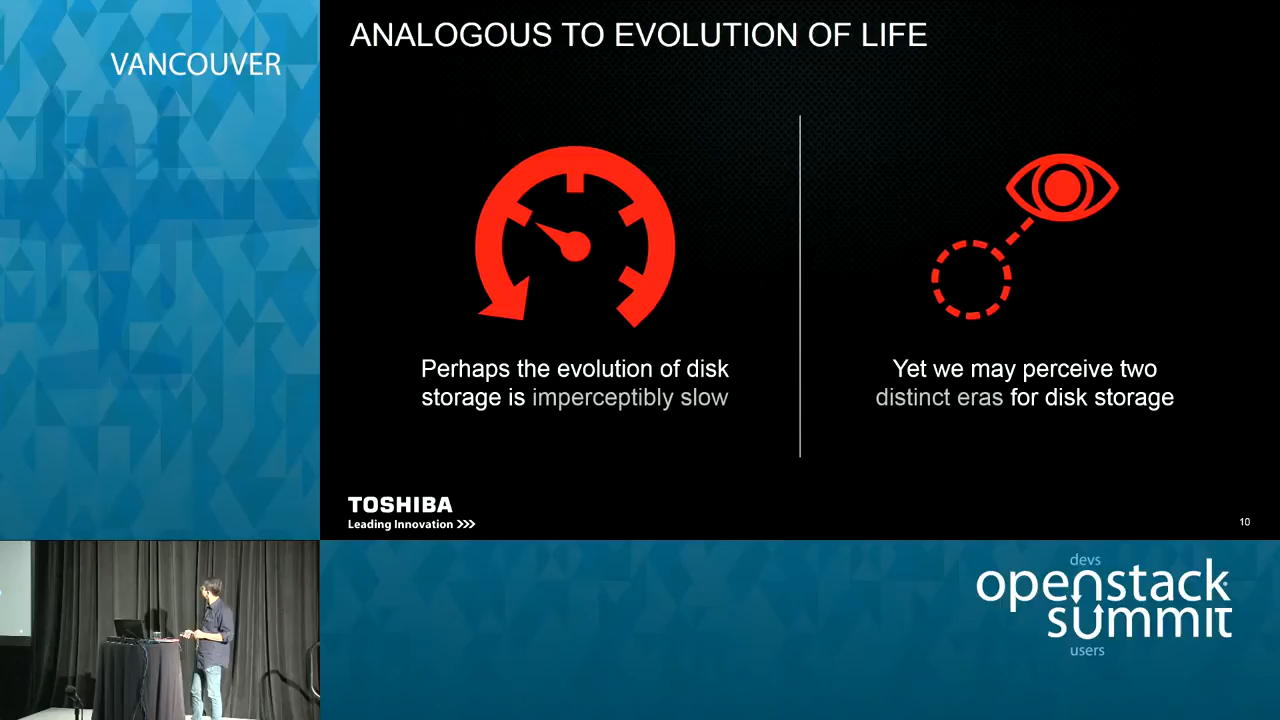 VANCOUVER
ANALOGOUS TO EVOLUTION OF LIFE
Perhaps the evolution of disk
storage is imperceptibly slow
Yet we may perceive two
distinct eras for disk storage
TOSHIBA
Leading Innovation >>>
10
devs
openstack
summit
users